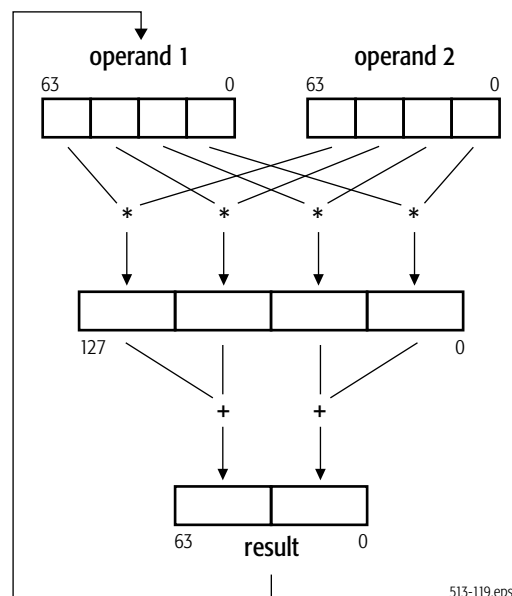 operand 1 operand 2
63 0 63 0
* * * *
127 0
+ +
63 result 0
513-119.eps